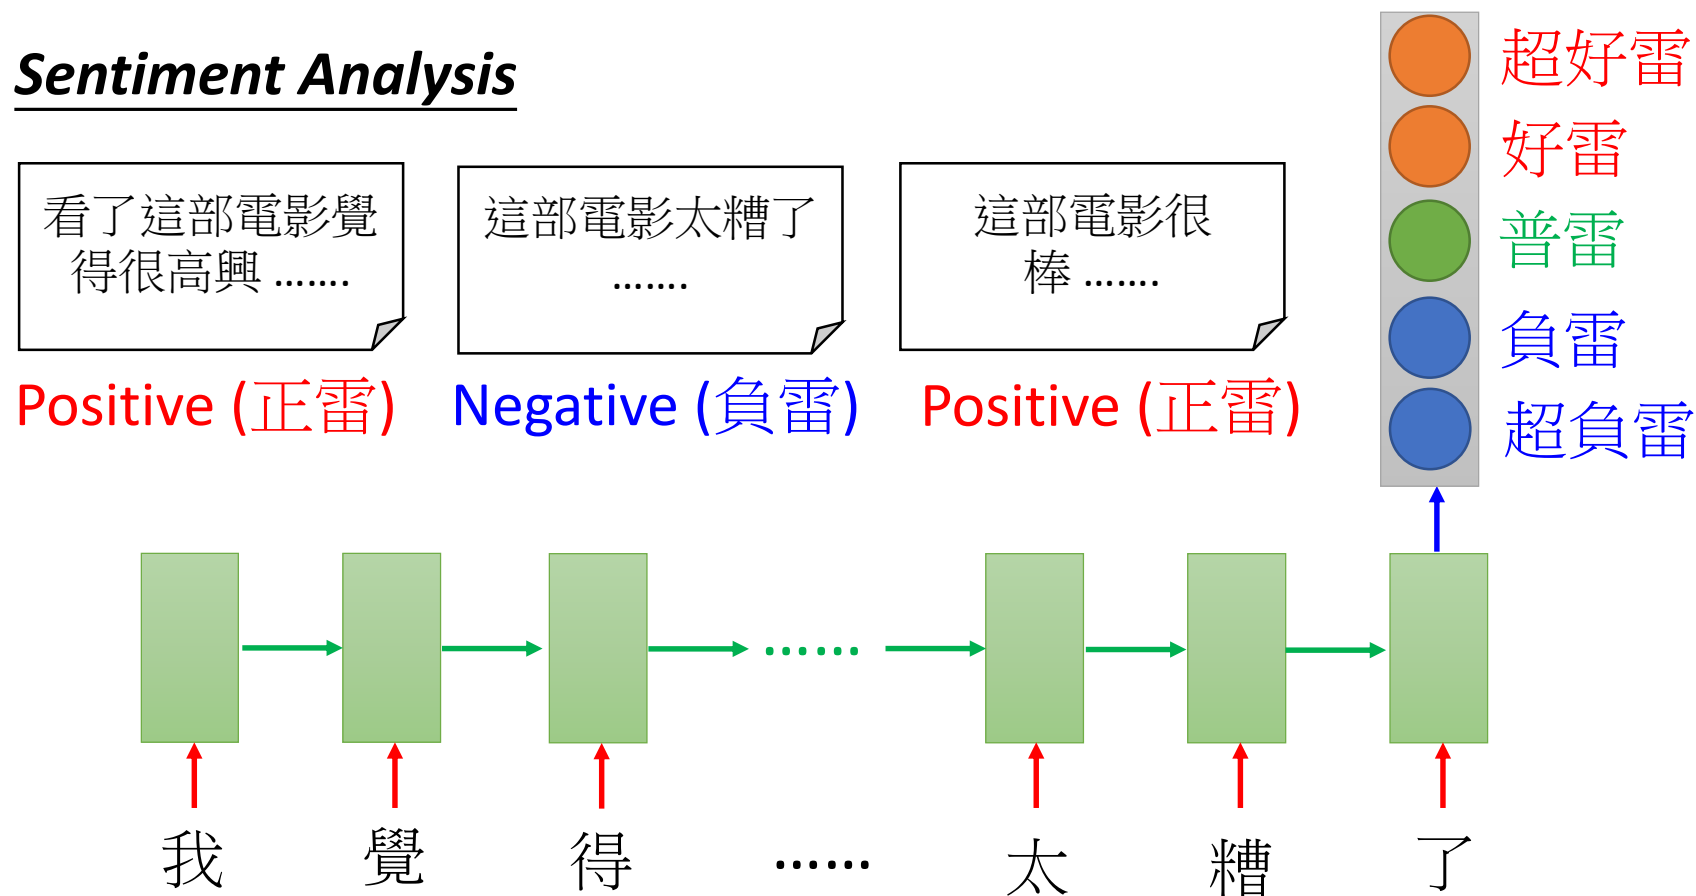 Sentiment Analysis
看了這部電影覺
得很高興 …….
Positive (正雷)
這部電影太糟了
…….
Negative (負雷)
這部電影很
棒 …….
Positive (正雷)
超好雷
好雷
普雷
負雷
超負雷
……
我 覺 得 …… 太 糟 了